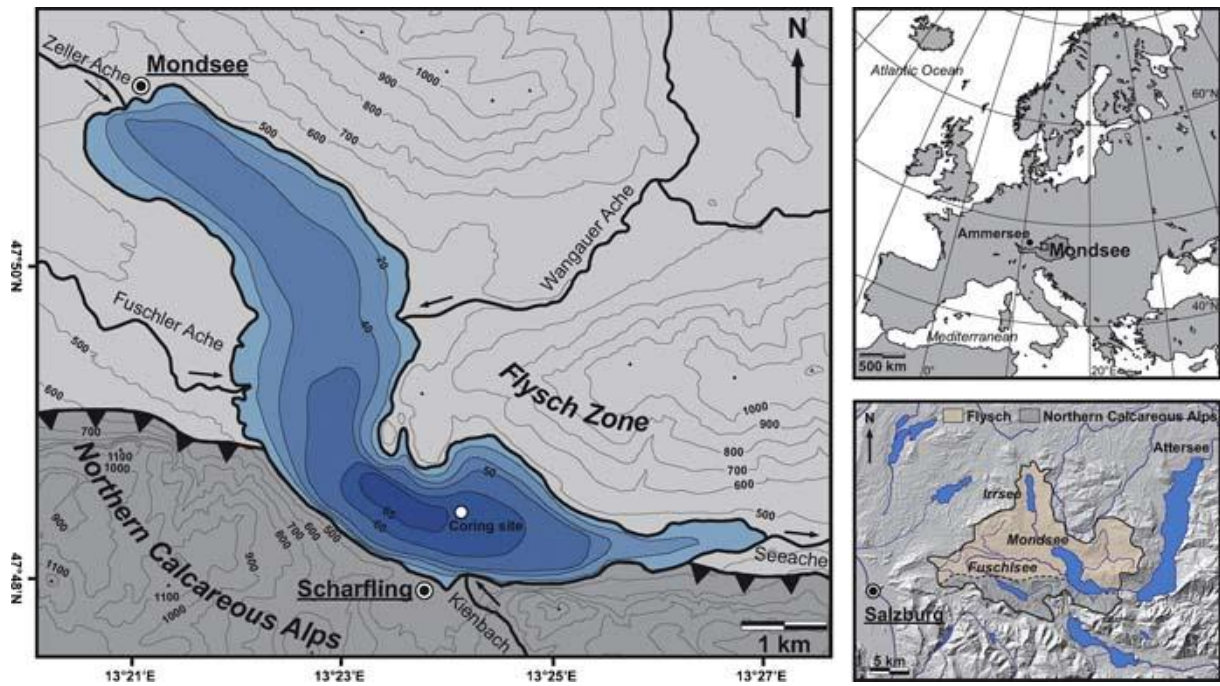 N
Zeller Ache
Mondsee
1000
900
800
700
600
500
Wangauer Ache
20
40
47°50'N
Fuschler Ache
500
600
Flysch Zone
1000
900
800
700
600
500
700
1100
1000
Northern Calcareous Alps
900
800
700
600
500
50
65
60
Coring site
Seeache
47°48'N
1100
900
800
1100
1000
Scharfling
Kienbach
1 km
13°21'E
13°23'E
13°25'E
13°27'E
Atlantic Ocean
60°N
Ammersee
Mondsee
40°N
Mediterranean
500 km
0°
20°E
N
Flysch
Northern Calcareous Alps
Attersee
Irrsee
Mondsee
Fuschlsee
Salzburg
5 km